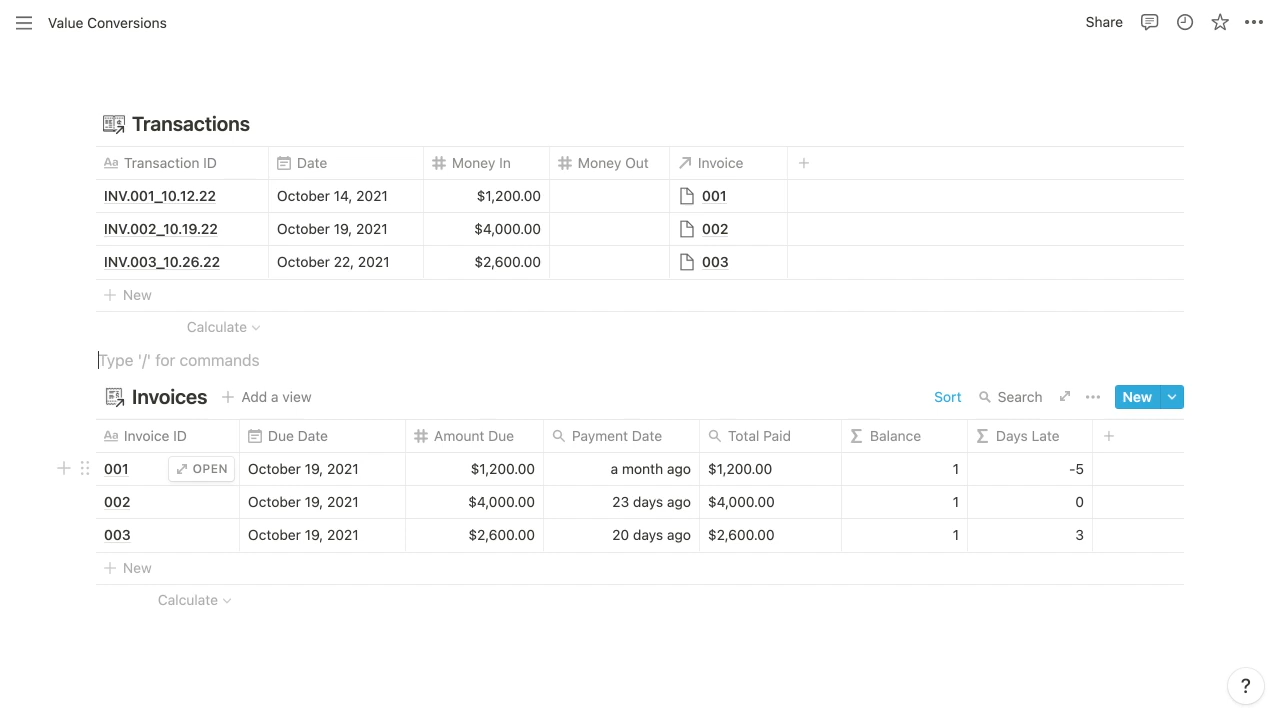 Value Conversions Share
Transactions
Aa Transaction ID Date # Money In # Money Out Invoice +
INV.001_10.12.22 October 14, 2021 $1,200.00 001
INV.002_10.19.22 October 19, 2021 $4,000.00 002
INV.003_10.26.22 October 22, 2021 $2,600.00 003
+ New
Calculate
Type '/' for commands
Invoices + Add a view Sort Search New
Aa Invoice ID Due Date # Amount Due Payment Date Total Paid Σ Balance Σ Days Late +
001 OPEN October 19, 2021 $1,200.00 a month ago $1,200.00 1 -5
002 October 19, 2021 $4,000.00 23 days ago $4,000.00 1 0
003 October 19, 2021 $2,600.00 20 days ago $2,600.00 1 3
+ New
Calculate
?